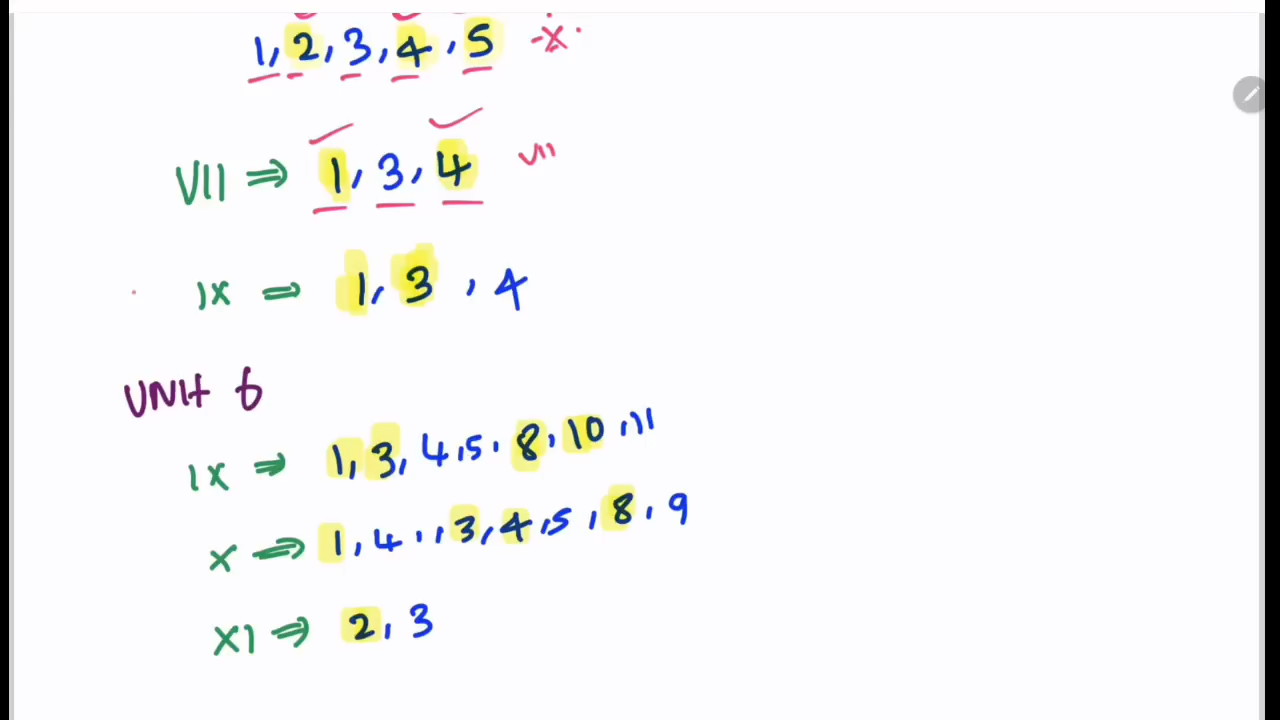 1, 2, 3, 4, 5 -x.
VII ⇒ 1, 3, 4 VII
IX ⇒ 1, 3, 4
UNIT 6
IX ⇒ 1, 3, 4, 5, 8, 10, 11
X ⇒ 1, 4, , 3, 4, 5, 8, 9
XI ⇒ 2, 3